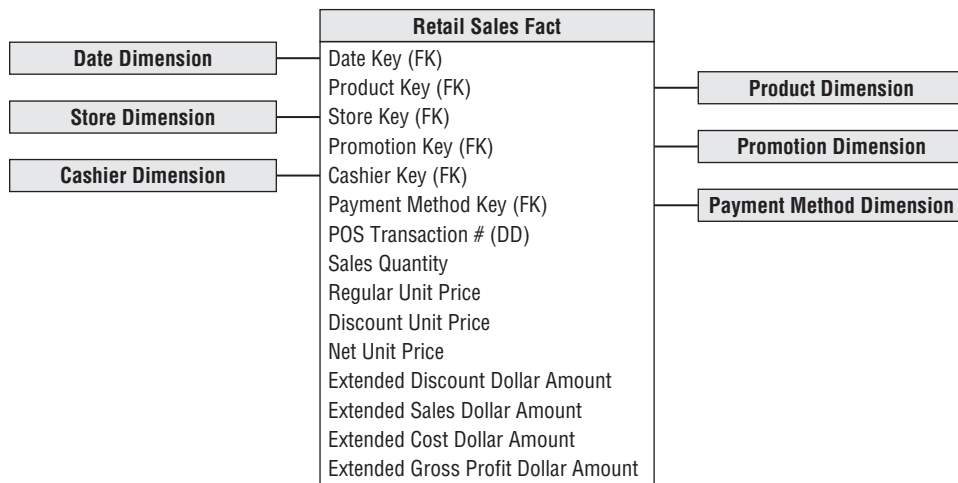 Retail Sales Fact
Date Dimension
Date Key (FK)
Product Key (FK)
Product Dimension
Store Dimension
Store Key (FK)
Promotion Key (FK)
Promotion Dimension
Cashier Dimension
Cashier Key (FK)
Payment Method Key (FK)
Payment Method Dimension
POS Transaction # (DD)
Sales Quantity
Regular Unit Price
Discount Unit Price
Net Unit Price
Extended Discount Dollar Amount
Extended Sales Dollar Amount
Extended Cost Dollar Amount
Extended Gross Profit Dollar Amount